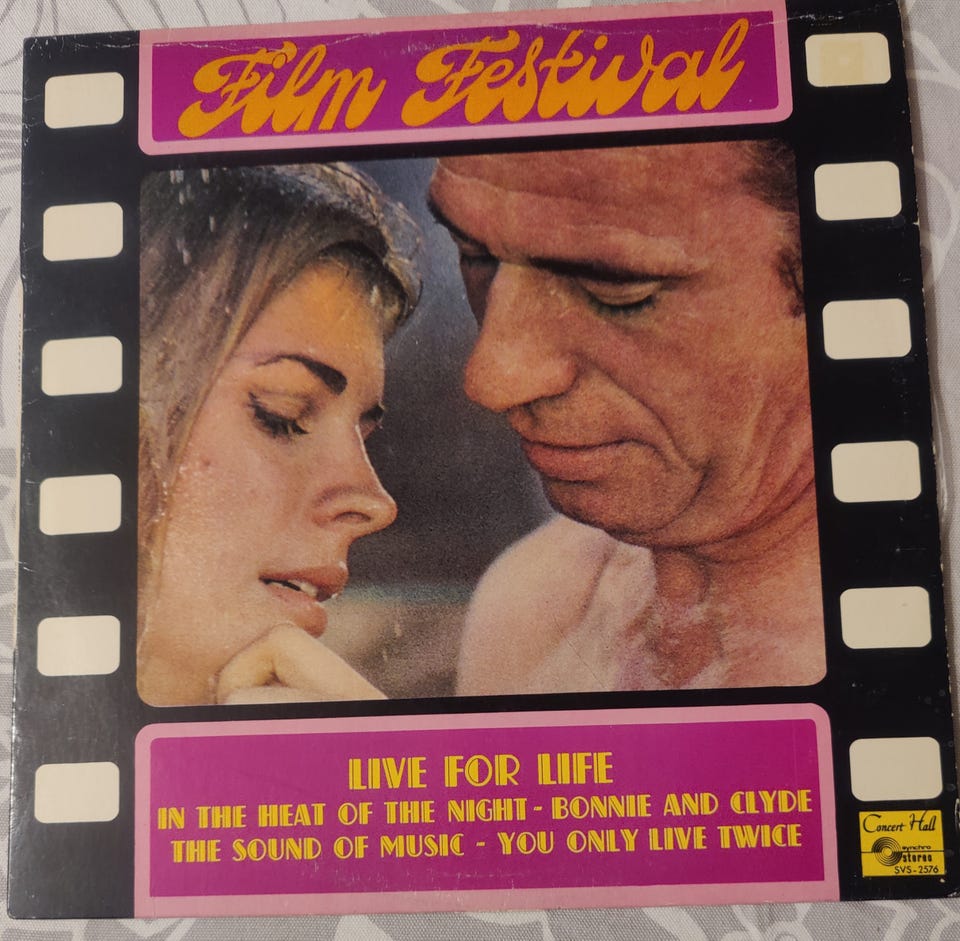 Film Festival
LIVE FOR LIFE
IN THE HEAT OF THE NIGHT - BONNIE AND CLYDE
THE SOUND OF MUSIC - YOU ONLY LIVE TWICE
Concert Hall
synchro
stereo
SVS-2576